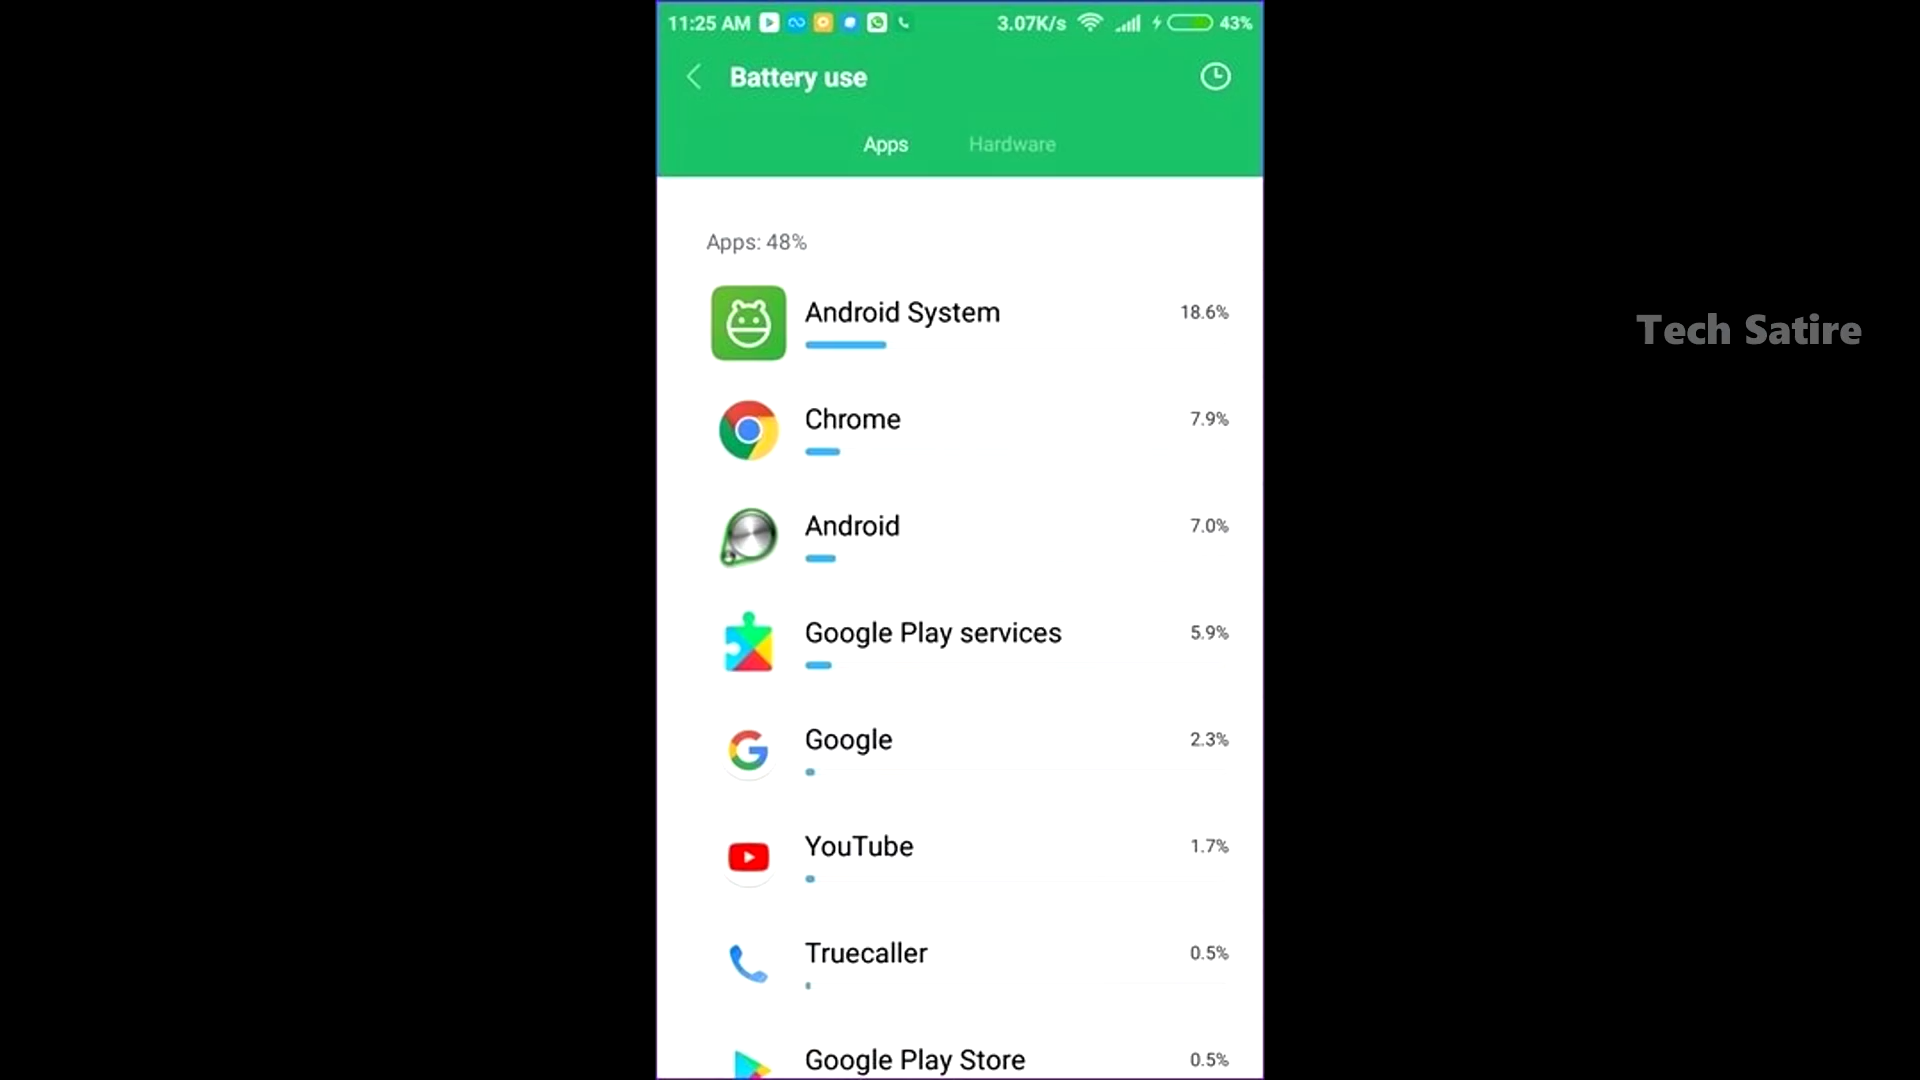 11:25 AM 3.07K/s 43%
Battery use
Apps Hardware
Apps: 48%
Android System 18.6%
Chrome 7.9%
Android 7.0%
Google Play services 5.9%
Google 2.3%
YouTube 1.7%
Truecaller 0.5%
Google Play Store 0.5%
Tech Satire